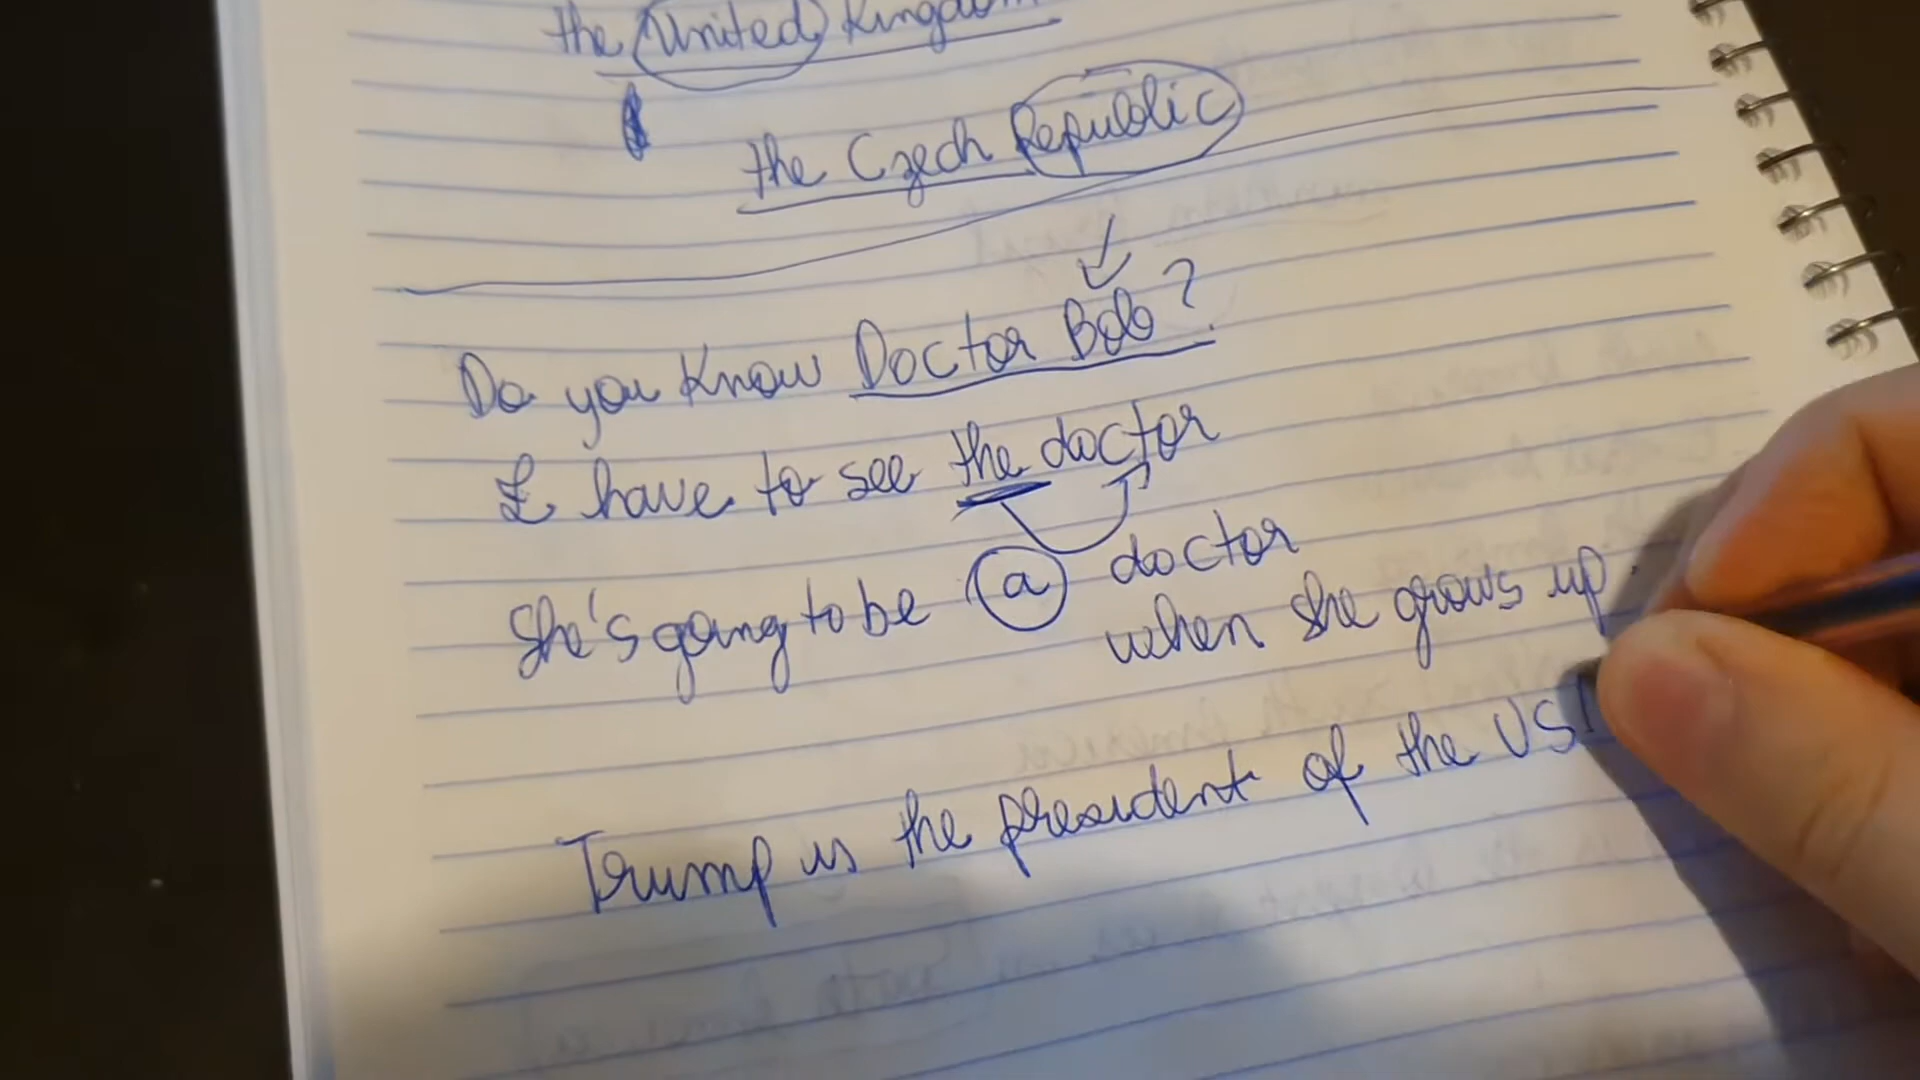 the United Kingdom
the Czech Republic
Do you know Doctor Bob?
I have to see the doctor
She's going to be a doctor
when she grows up
Trump is the president of the US